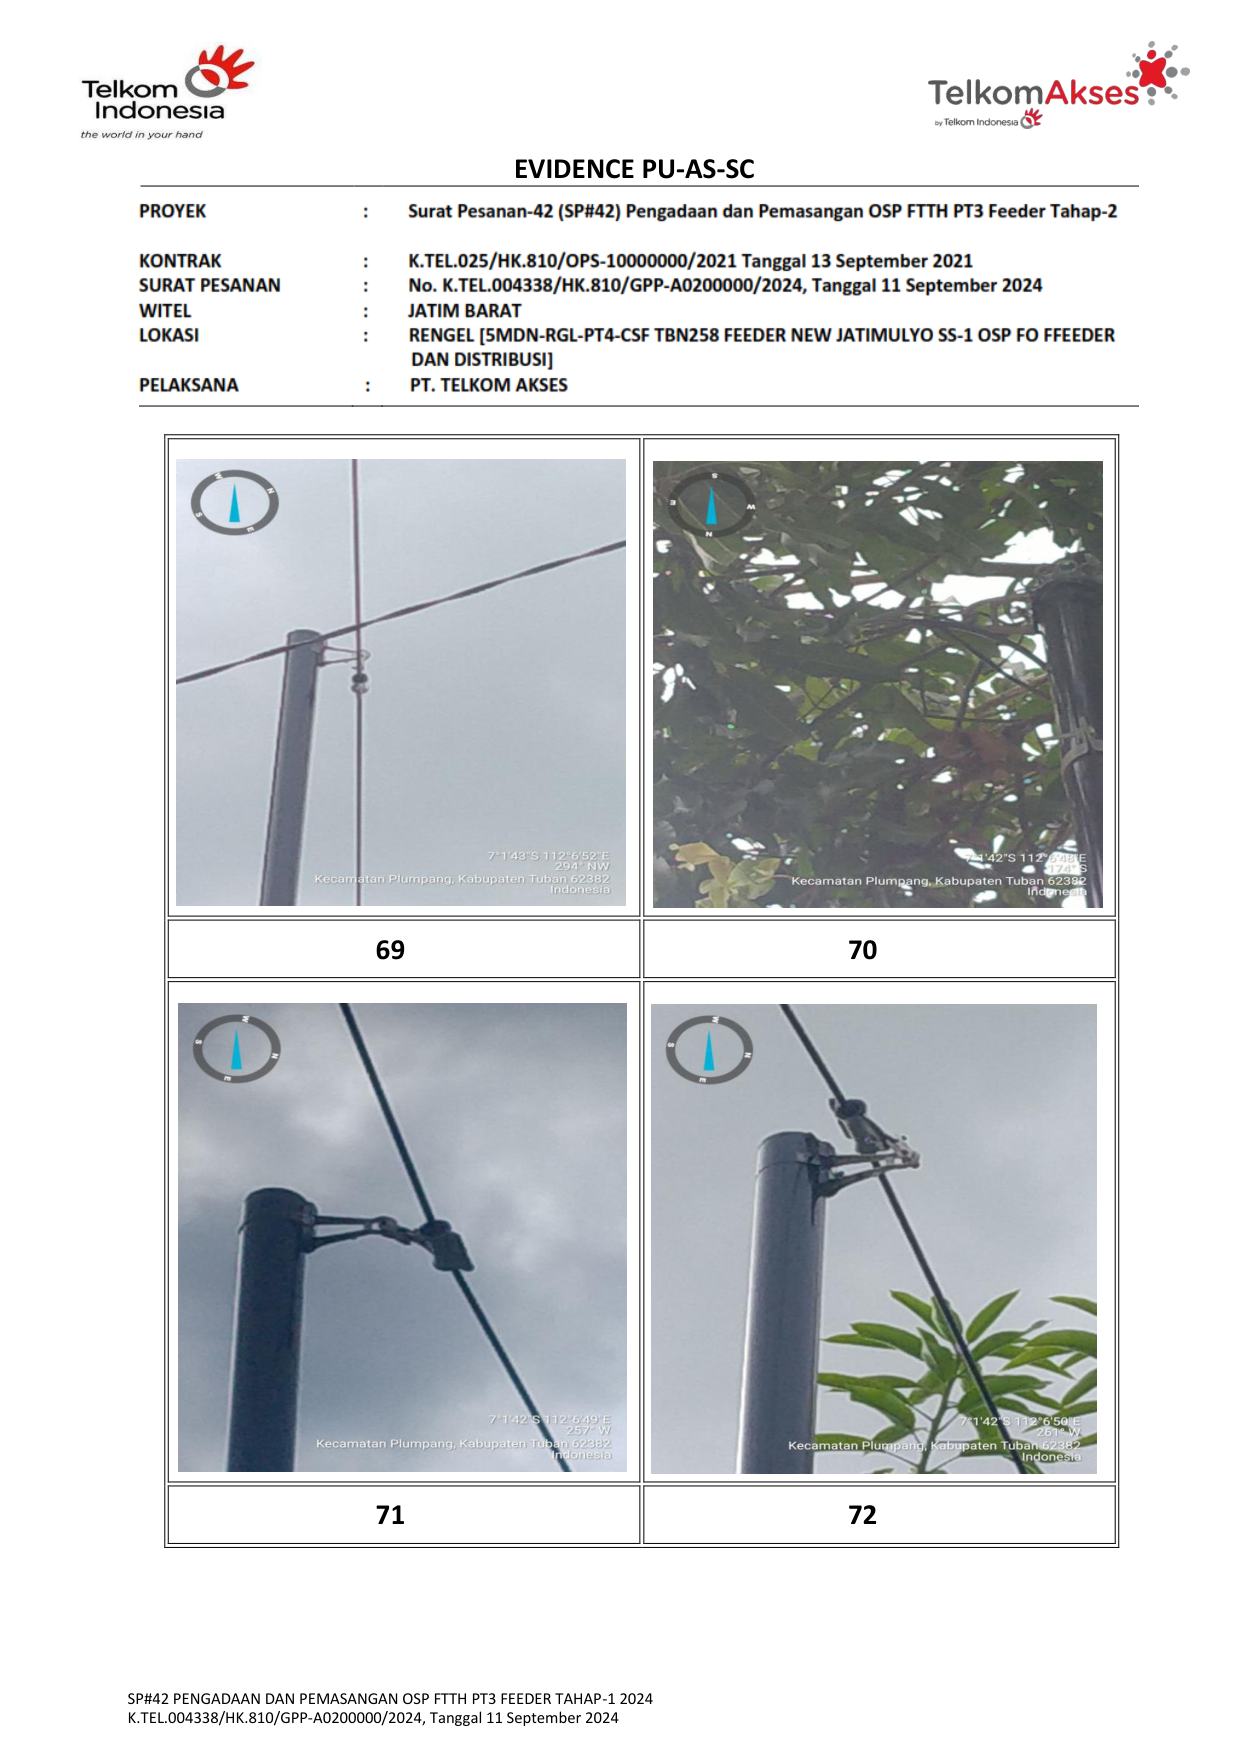 Telkom
Indonesia
the world in your hand
TelkomAkses
by Telkom Indonesia
EVIDENCE PU-AS-SC
PROYEK : Surat Pesanan-42 (SP#42) Pengadaan dan Pemasangan OSP FTTH PT3 Feeder Tahap-2
KONTRAK : K.TEL.025/HK.810/OPS-10000000/2021 Tanggal 13 September 2021
SURAT PESANAN : No. K.TEL.004338/HK.810/GPP-A0200000/2024, Tanggal 11 September 2024
WITEL : JATIM BARAT
LOKASI : RENGEL [5MDN-RGL-PT4-CSF TBN258 FEEDER NEW JATIMULYO SS-1 OSP FO FFEEDER
DAN DISTRIBUSI]
PELAKSANA : PT. TELKOM AKSES
W N S E
7°1'43"S 112°6'52"E
294° NW
Kecamatan Plumpang, Kabupaten Tuban 62382
Indonesia
S W N E
7°1'42"S 112°6'48"E
174° S
Kecamatan Plumpang, Kabupaten Tuban 62382
Indonesia
69 70
W N E S
7°1'42"S 112°6'49"E
257° W
Kecamatan Plumpang, Kabupaten Tuban 62382
Indonesia
W N E S
7°1'42"S 112°6'50"E
261° W
Kecamatan Plumpang, Kabupaten Tuban 62382
Indonesia
71 72
SP#42 PENGADAAN DAN PEMASANGAN OSP FTTH PT3 FEEDER TAHAP-1 2024
K.TEL.004338/HK.810/GPP-A0200000/2024, Tanggal 11 September 2024